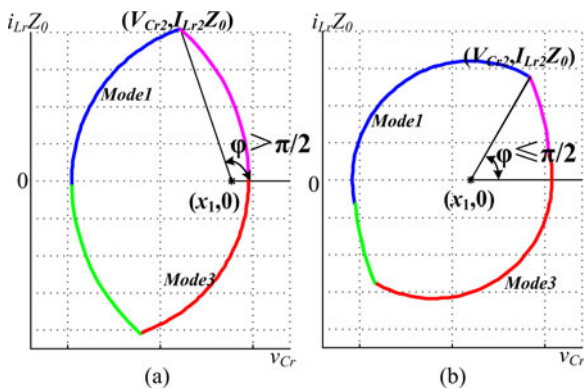 i_{Lr}Z_0
(V_{Cr2},I_{Lr2}Z_0)
Mode1
φ>π/2
0
(x_1,0)
Mode3
v_{Cr}
(a)
i_{Lr}Z_0
(V_{Cr2},I_{Lr2}Z_0)
Mode1
φ≤π/2
0
(x_1,0)
Mode3
v_{Cr}
(b)